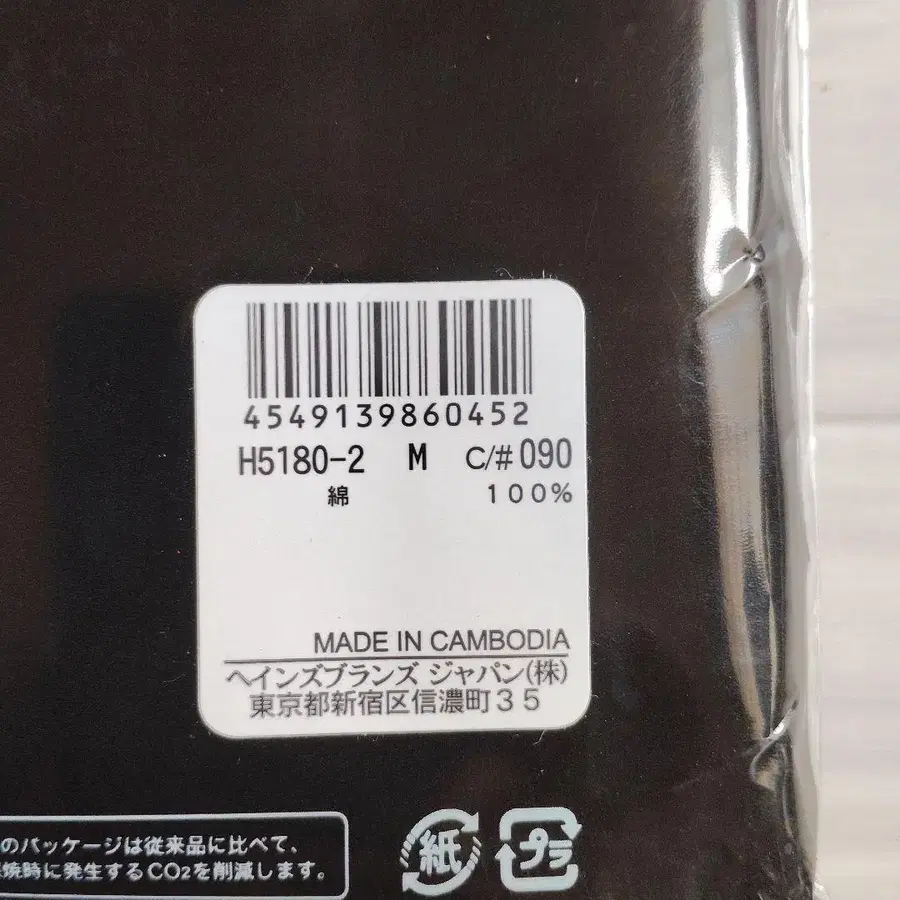 4549139860452
H5180-2 M C/# 090
綿 100%
MADE IN CAMBODIA
ヘインズブランズ ジャパン(株)
東京都新宿区信濃町35
のパッケージは従来品に比べて、
焼時に発生するCO2を削減します。
紙
プラ